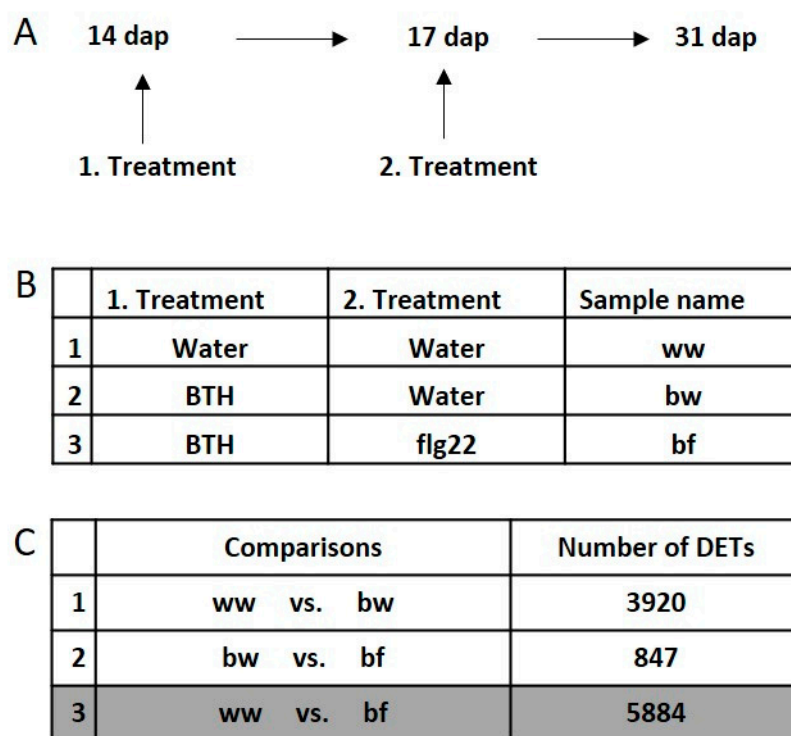 A 14 dap 17 dap 31 dap
1. Treatment 2. Treatment
B
1. Treatment 2. Treatment Sample name
1 Water Water ww
2 BTH Water bw
3 BTH flg22 bf
C
Comparisons Number of DETs
1 ww vs. bw 3920
2 bw vs. bf 847
3 ww vs. bf 5884